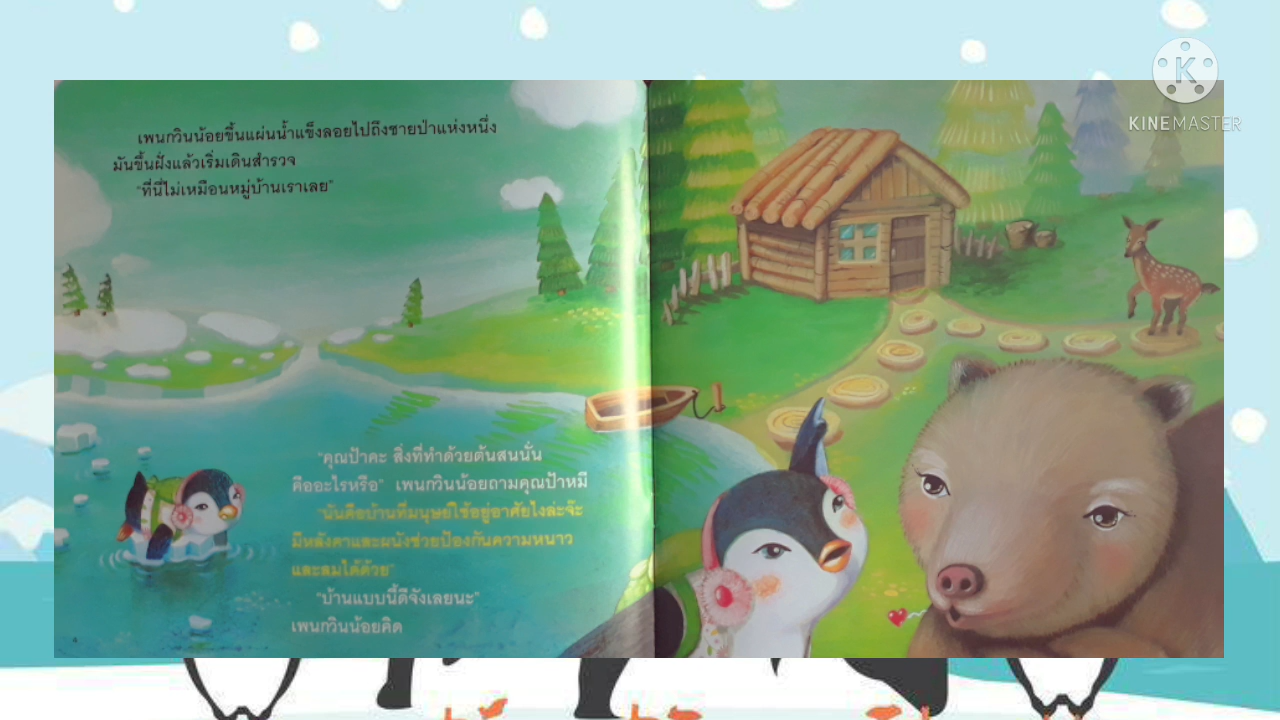 เพนกวินน้อยขึ้นแผ่นน้ำแข็งลอยไปถึงชายป่าแห่งหนึ่ง
มันขึ้นฝั่งแล้วเริ่มเดินสำรวจ
"ที่นี่ไม่เหมือนหมู่บ้านเราเลย"
"คุณป้าคะ สิ่งที่ทำด้วยต้นสนนั่น
คืออะไรหรือ" เพนกวินน้อยถามคุณป้าหมี
"นั่นคือบ้านที่มนุษย์ใช้อยู่อาศัยไงล่ะจ๊ะ
มีหลังคาและผนังช่วยป้องกันความหนาว
และลมได้ด้วย"
"บ้านแบบนี้ดีจังเลยนะ"
เพนกวินน้อยคิด
K
KINEMASTER